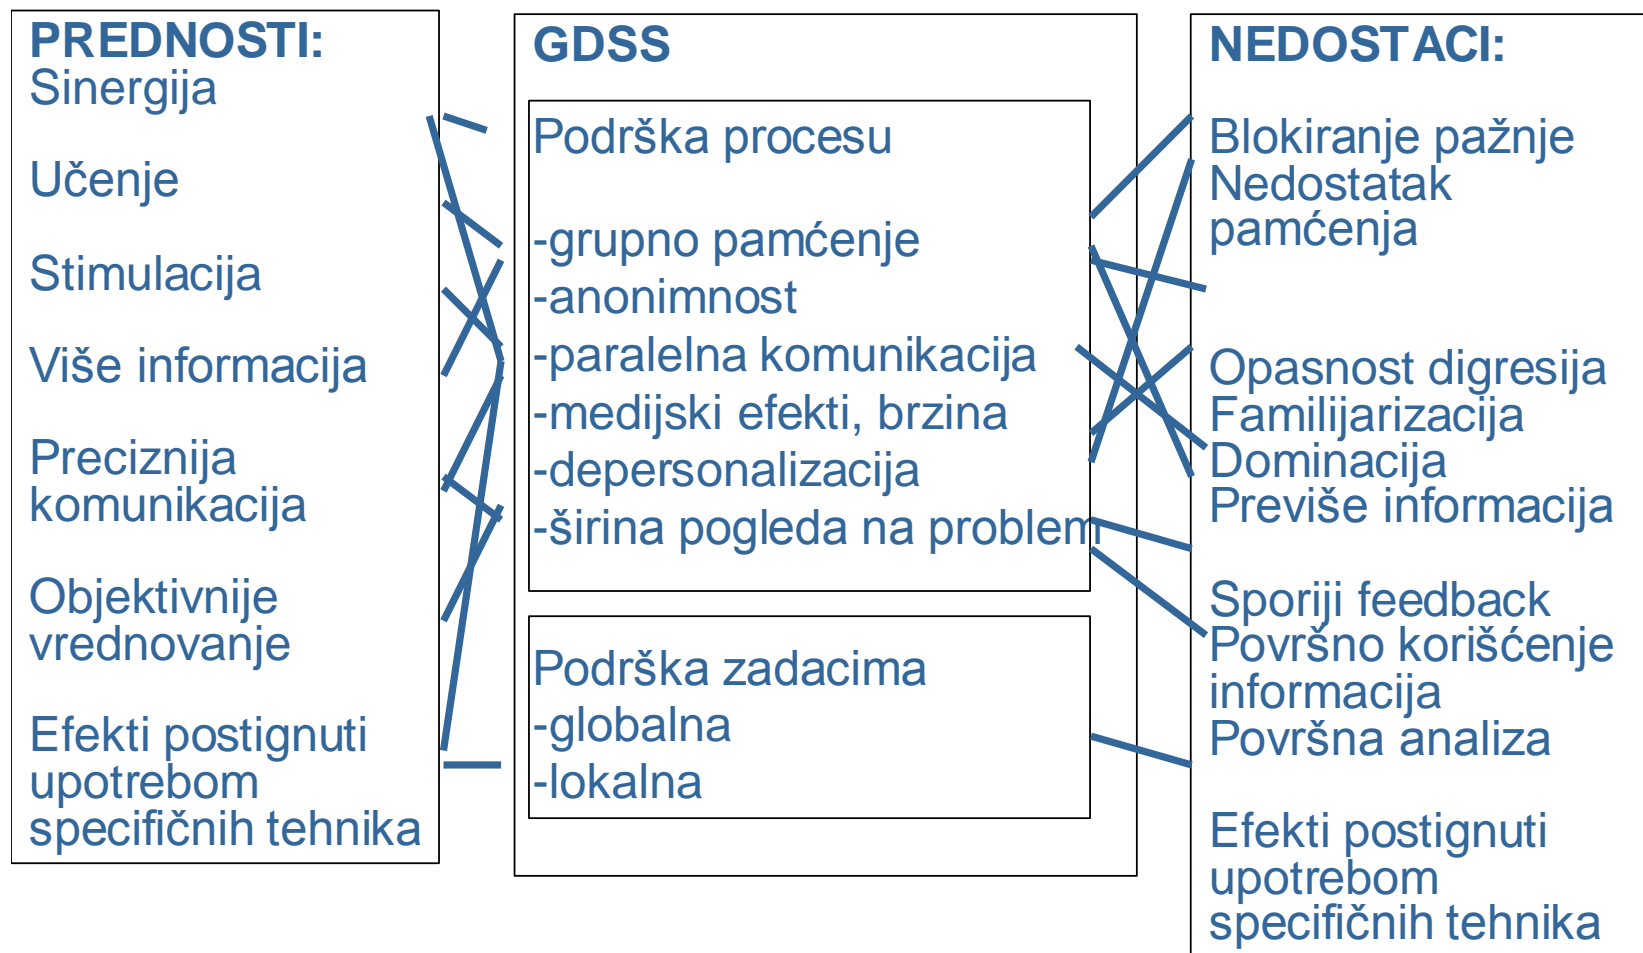 PREDNOSTI:
Sinergija
Učenje
Stimulacija
Više informacija
Preciznija
komunikacija
Objektivnije
vrednovanje
Efekti postignuti
upotrebom
specifičnih tehnika
GDSS
Podrška procesu
-grupno pamćenje
-anonimnost
-paralelna komunikacija
-medijski efekti, brzina
-depersonalizacija
-širina pogleda na problem
Podrška zadacima
-globalna
-lokalna
NEDOSTACI:
Blokiranje pažnje
Nedostatak
pamćenja
Opasnost digresija
Familijarizacija
Dominacija
Previše informacija
Sporiji feedback
Površno korišćenje
informacija
Površna analiza
Efekti postignuti
upotrebom
specifičnih tehnika